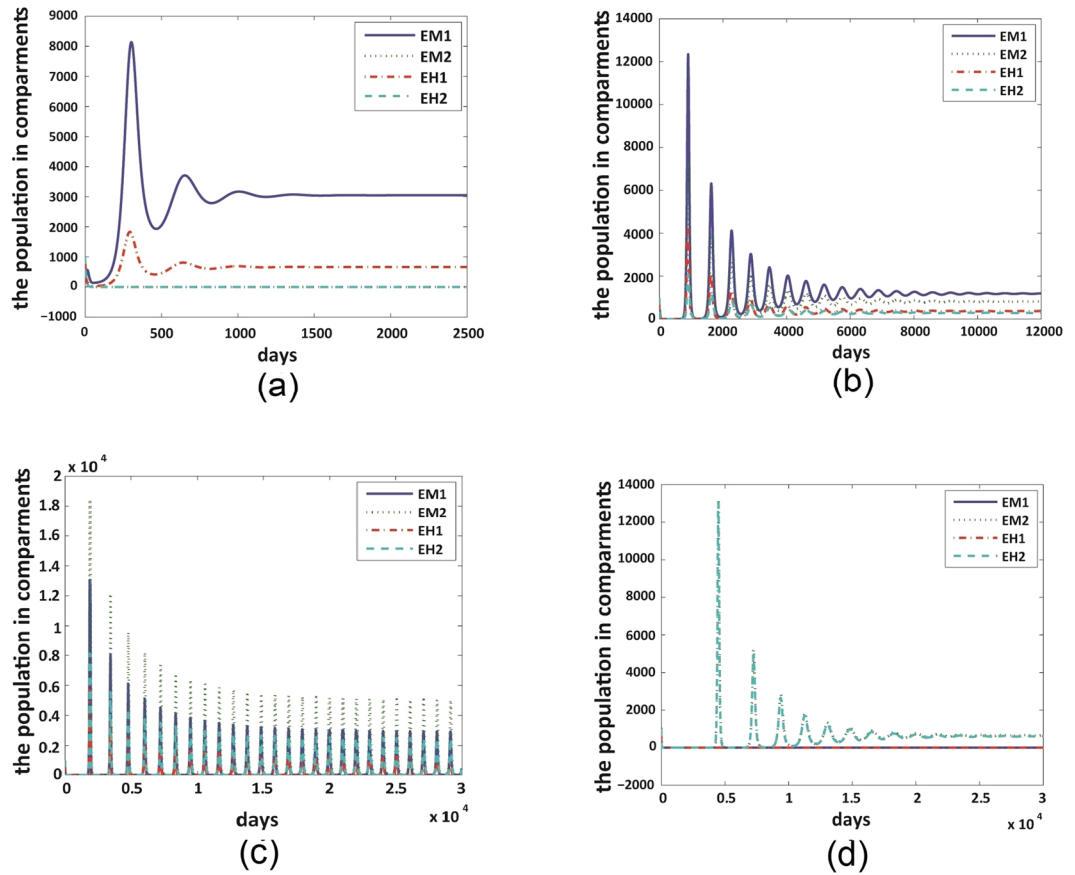 the population in comparments
9000
8000
7000
6000
5000
4000
3000
2000
1000
0
−1000
0
500
1000
1500
2000
2500
days
EM1
EM2
EH1
EH2
(a)
the population in comparments
14000
12000
10000
8000
6000
4000
2000
0
0
2000
4000
6000
8000
10000
12000
days
EM1
EM2
EH1
EH2
(b)
the population in comparments
x 10^4
2
1.8
1.6
1.4
1.2
1
0.8
0.6
0.4
0.2
0
0
0.5
1
1.5
2
2.5
3
x 10^4
days
EM1
EM2
EH1
EH2
(c)
the population in comparments
14000
12000
10000
8000
6000
4000
2000
0
−2000
0
0.5
1
1.5
2
2.5
3
x 10^4
days
EM1
EM2
EH1
EH2
(d)